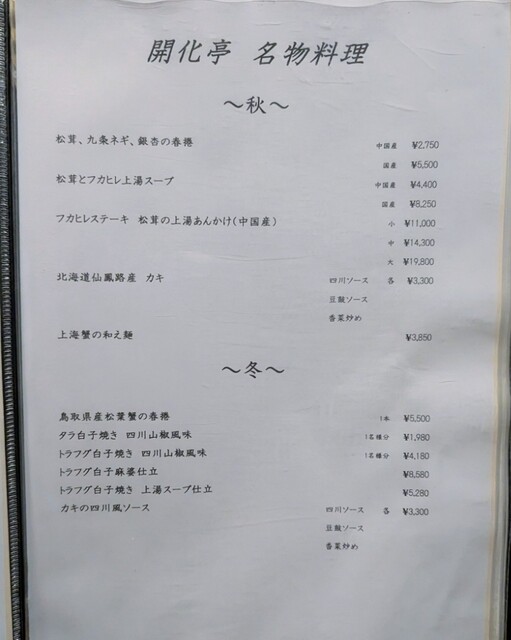 開化亭 名物料理
～秋～
松茸、九条ネギ、銀杏の春捲 中国産 ¥2,750
国産 ¥5,500
松茸とフカヒレ上湯スープ 中国産 ¥4,400
国産 ¥8,250
フカヒレステーキ 松茸の上湯あんかけ(中国産) 小 ¥11,000
中 ¥14,300
大 ¥19,800
北海道仙鳳路産 カキ 四川ソース 各 ¥3,300
豆豉ソース
香菜炒め
上海蟹の和え麺 ¥3,850
～冬～
鳥取県産松葉蟹の春捲 1本 ¥5,500
タラ白子焼き 四川山椒風味 1名様分 ¥1,980
トラフグ白子焼き 四川山椒風味 1名様分 ¥4,180
トラフグ白子麻婆仕立 ¥8,580
トラフグ白子焼き 上湯スープ仕立 ¥5,280
カキの四川風ソース 四川ソース 各 ¥3,300
豆豉ソース
香菜炒め